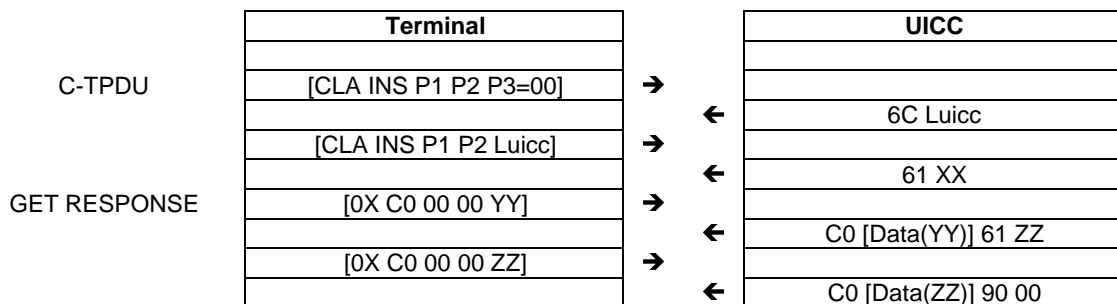 Terminal UICC
C-TPDU [CLA INS P1 P2 P3=00] →
← 6C Luicc
[CLA INS P1 P2 Luicc] →
← 61 XX
GET RESPONSE [0X C0 00 00 YY] →
← C0 [Data(YY)] 61 ZZ
[0X C0 00 00 ZZ] →
← C0 [Data(ZZ)] 90 00